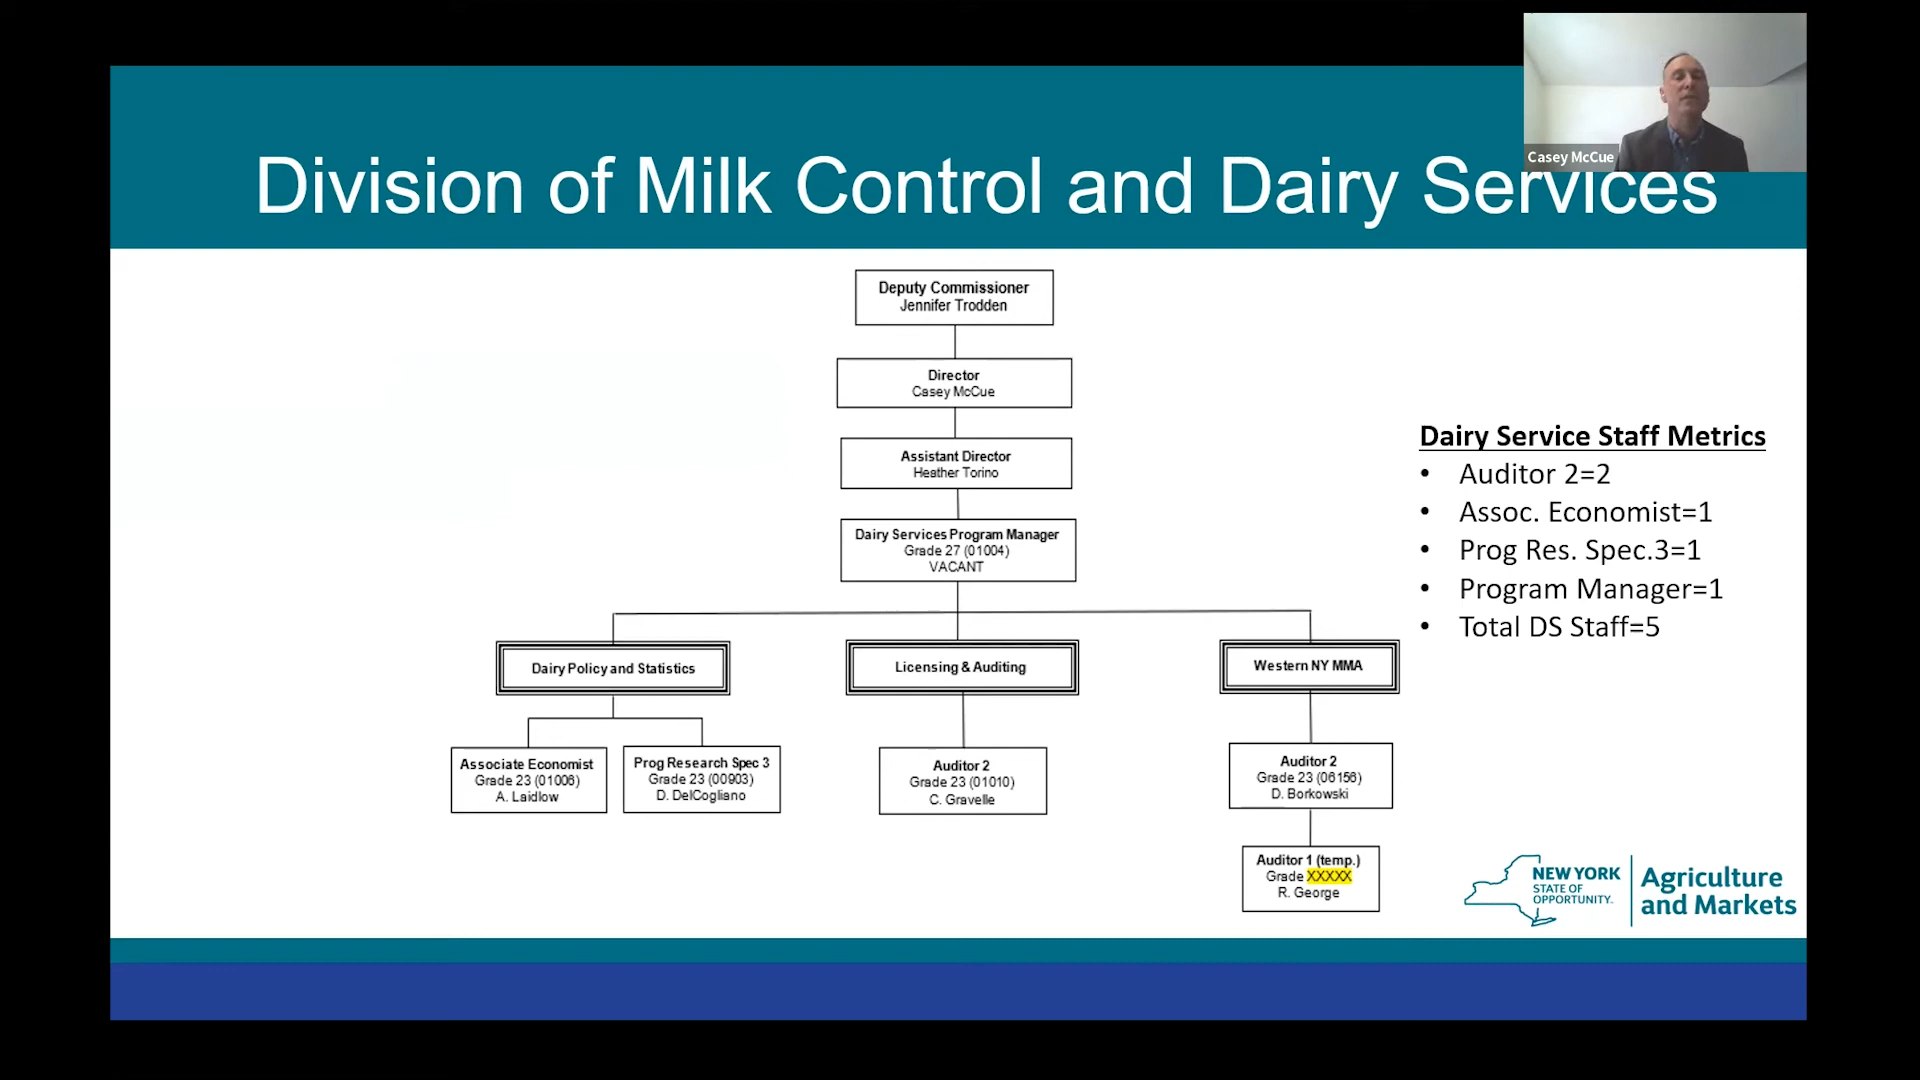 Casey McCue
Division of Milk Control and Dairy Services
Deputy Commissioner
Jennifer Trodden
Director
Casey McCue
Assistant Director
Heather Torino
Dairy Services Program Manager
Grade 27 (01004)
VACANT
Dairy Policy and Statistics
Licensing & Auditing
Western NY MMA
Associate Economist
Grade 23 (01006)
A. Laidlow
Prog Research Spec 3
Grade 23 (00903)
D. DelCogliano
Auditor 2
Grade 23 (01010)
C. Gravelle
Auditor 2
Grade 23 (06156)
D. Borkowski
Auditor 1 (temp.)
Grade XXXXX
R. George
Dairy Service Staff Metrics
• Auditor 2=2
• Assoc. Economist=1
• Prog Res. Spec.3=1
• Program Manager=1
• Total DS Staff=5
NEW YORK
STATE OF
OPPORTUNITY.
Agriculture
and Markets